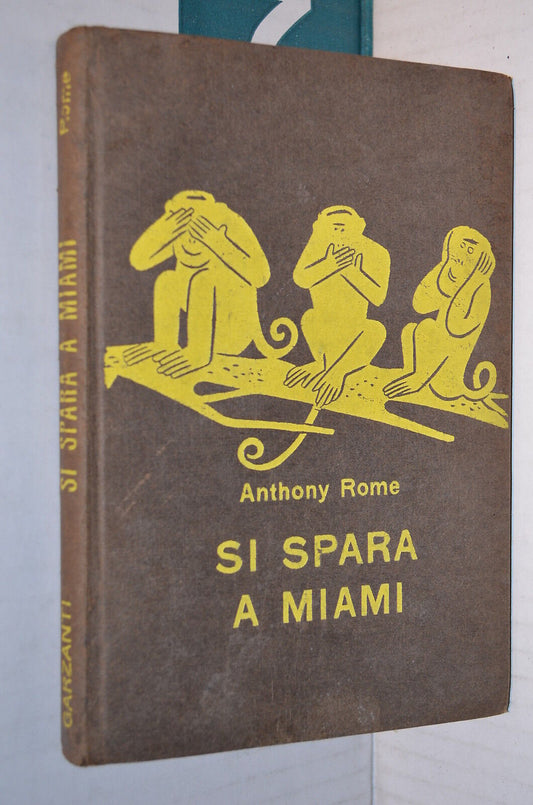 Anthony Rome
SI SPARA
A MIAMI
Rome
SI SPARA A MIAMI
GARZANTI